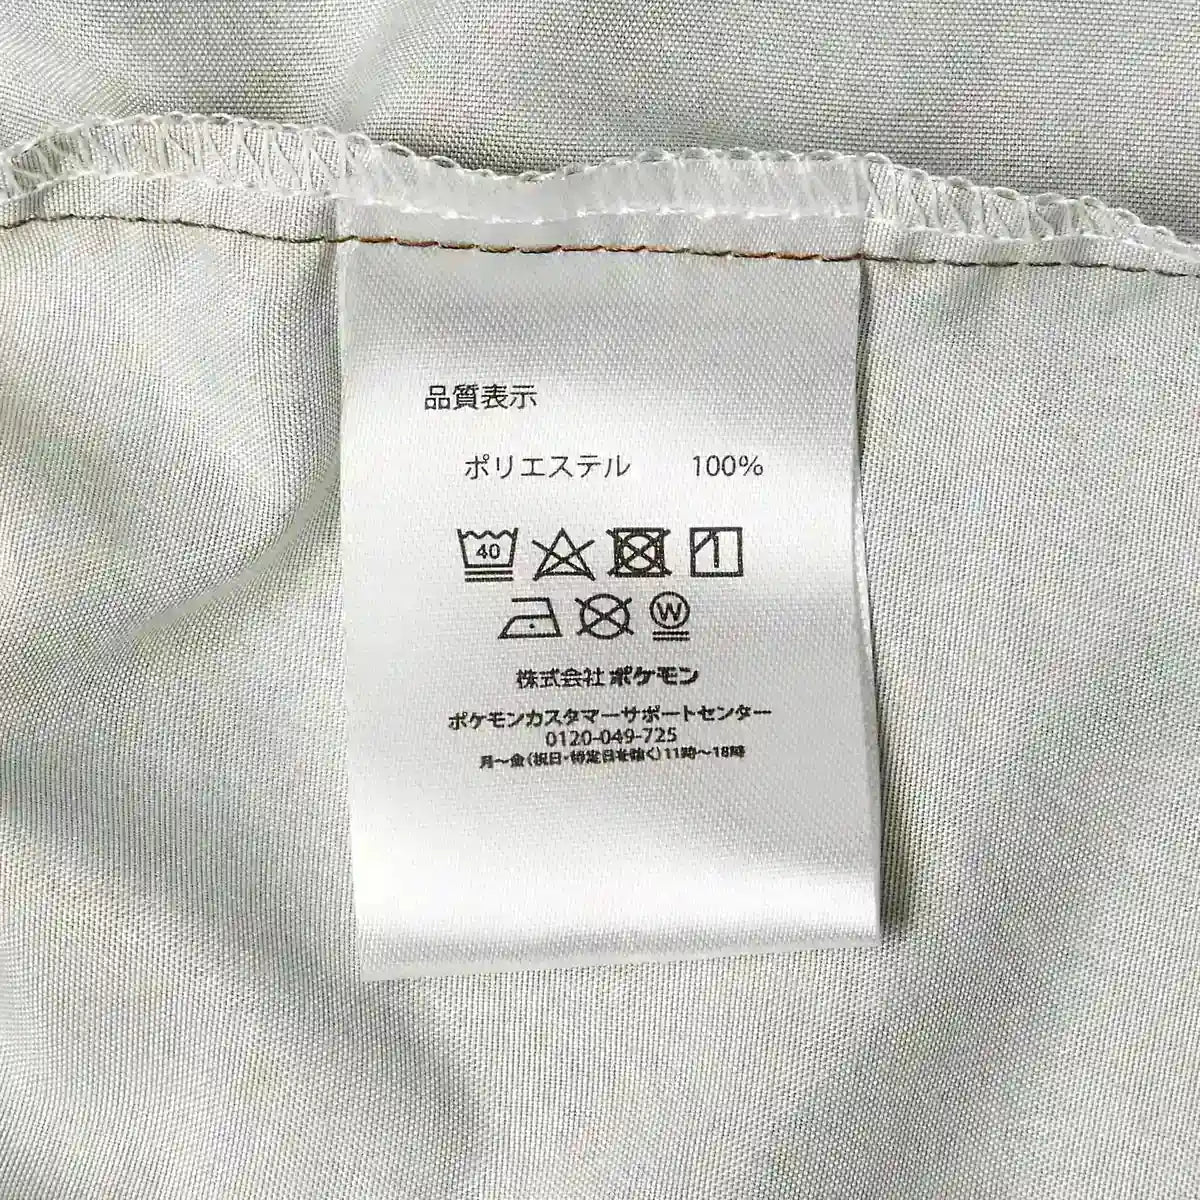 品質表示
ポリエステル 100%
40
W
株式会社ポケモン
ポケモンカスタマーサポートセンター
0120-049-725
月〜金(祝日・特定日を除く)11時〜18時